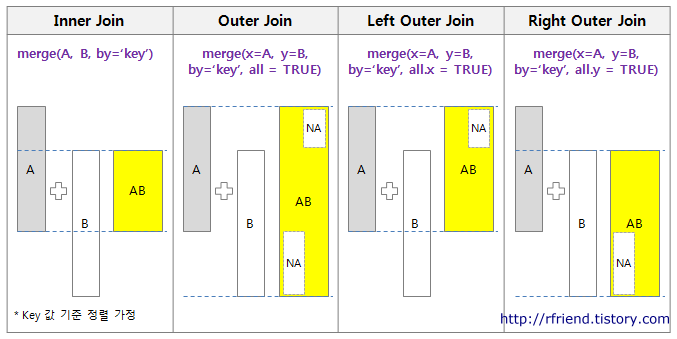 Inner Join
Outer Join
Left Outer Join
Right Outer Join
merge(A, B, by=‘key’)
merge(x=A, y=B,
by=‘key’, all = TRUE)
merge(x=A, y=B,
by=‘key’, all.x = TRUE)
merge(x=A, y=B,
by=‘key’, all.y = TRUE)
A
B
AB
A
B
NA
AB
NA
A
B
NA
AB
A
B
AB
NA
* Key 값 기준 정렬 가정
http://rfriend.tistory.com